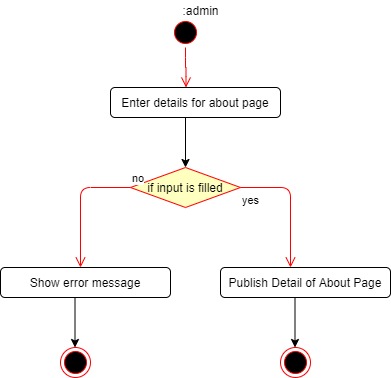 :admin
Enter details for about page
no
if input is filled
yes
Show error message
Publish Detail of About Page